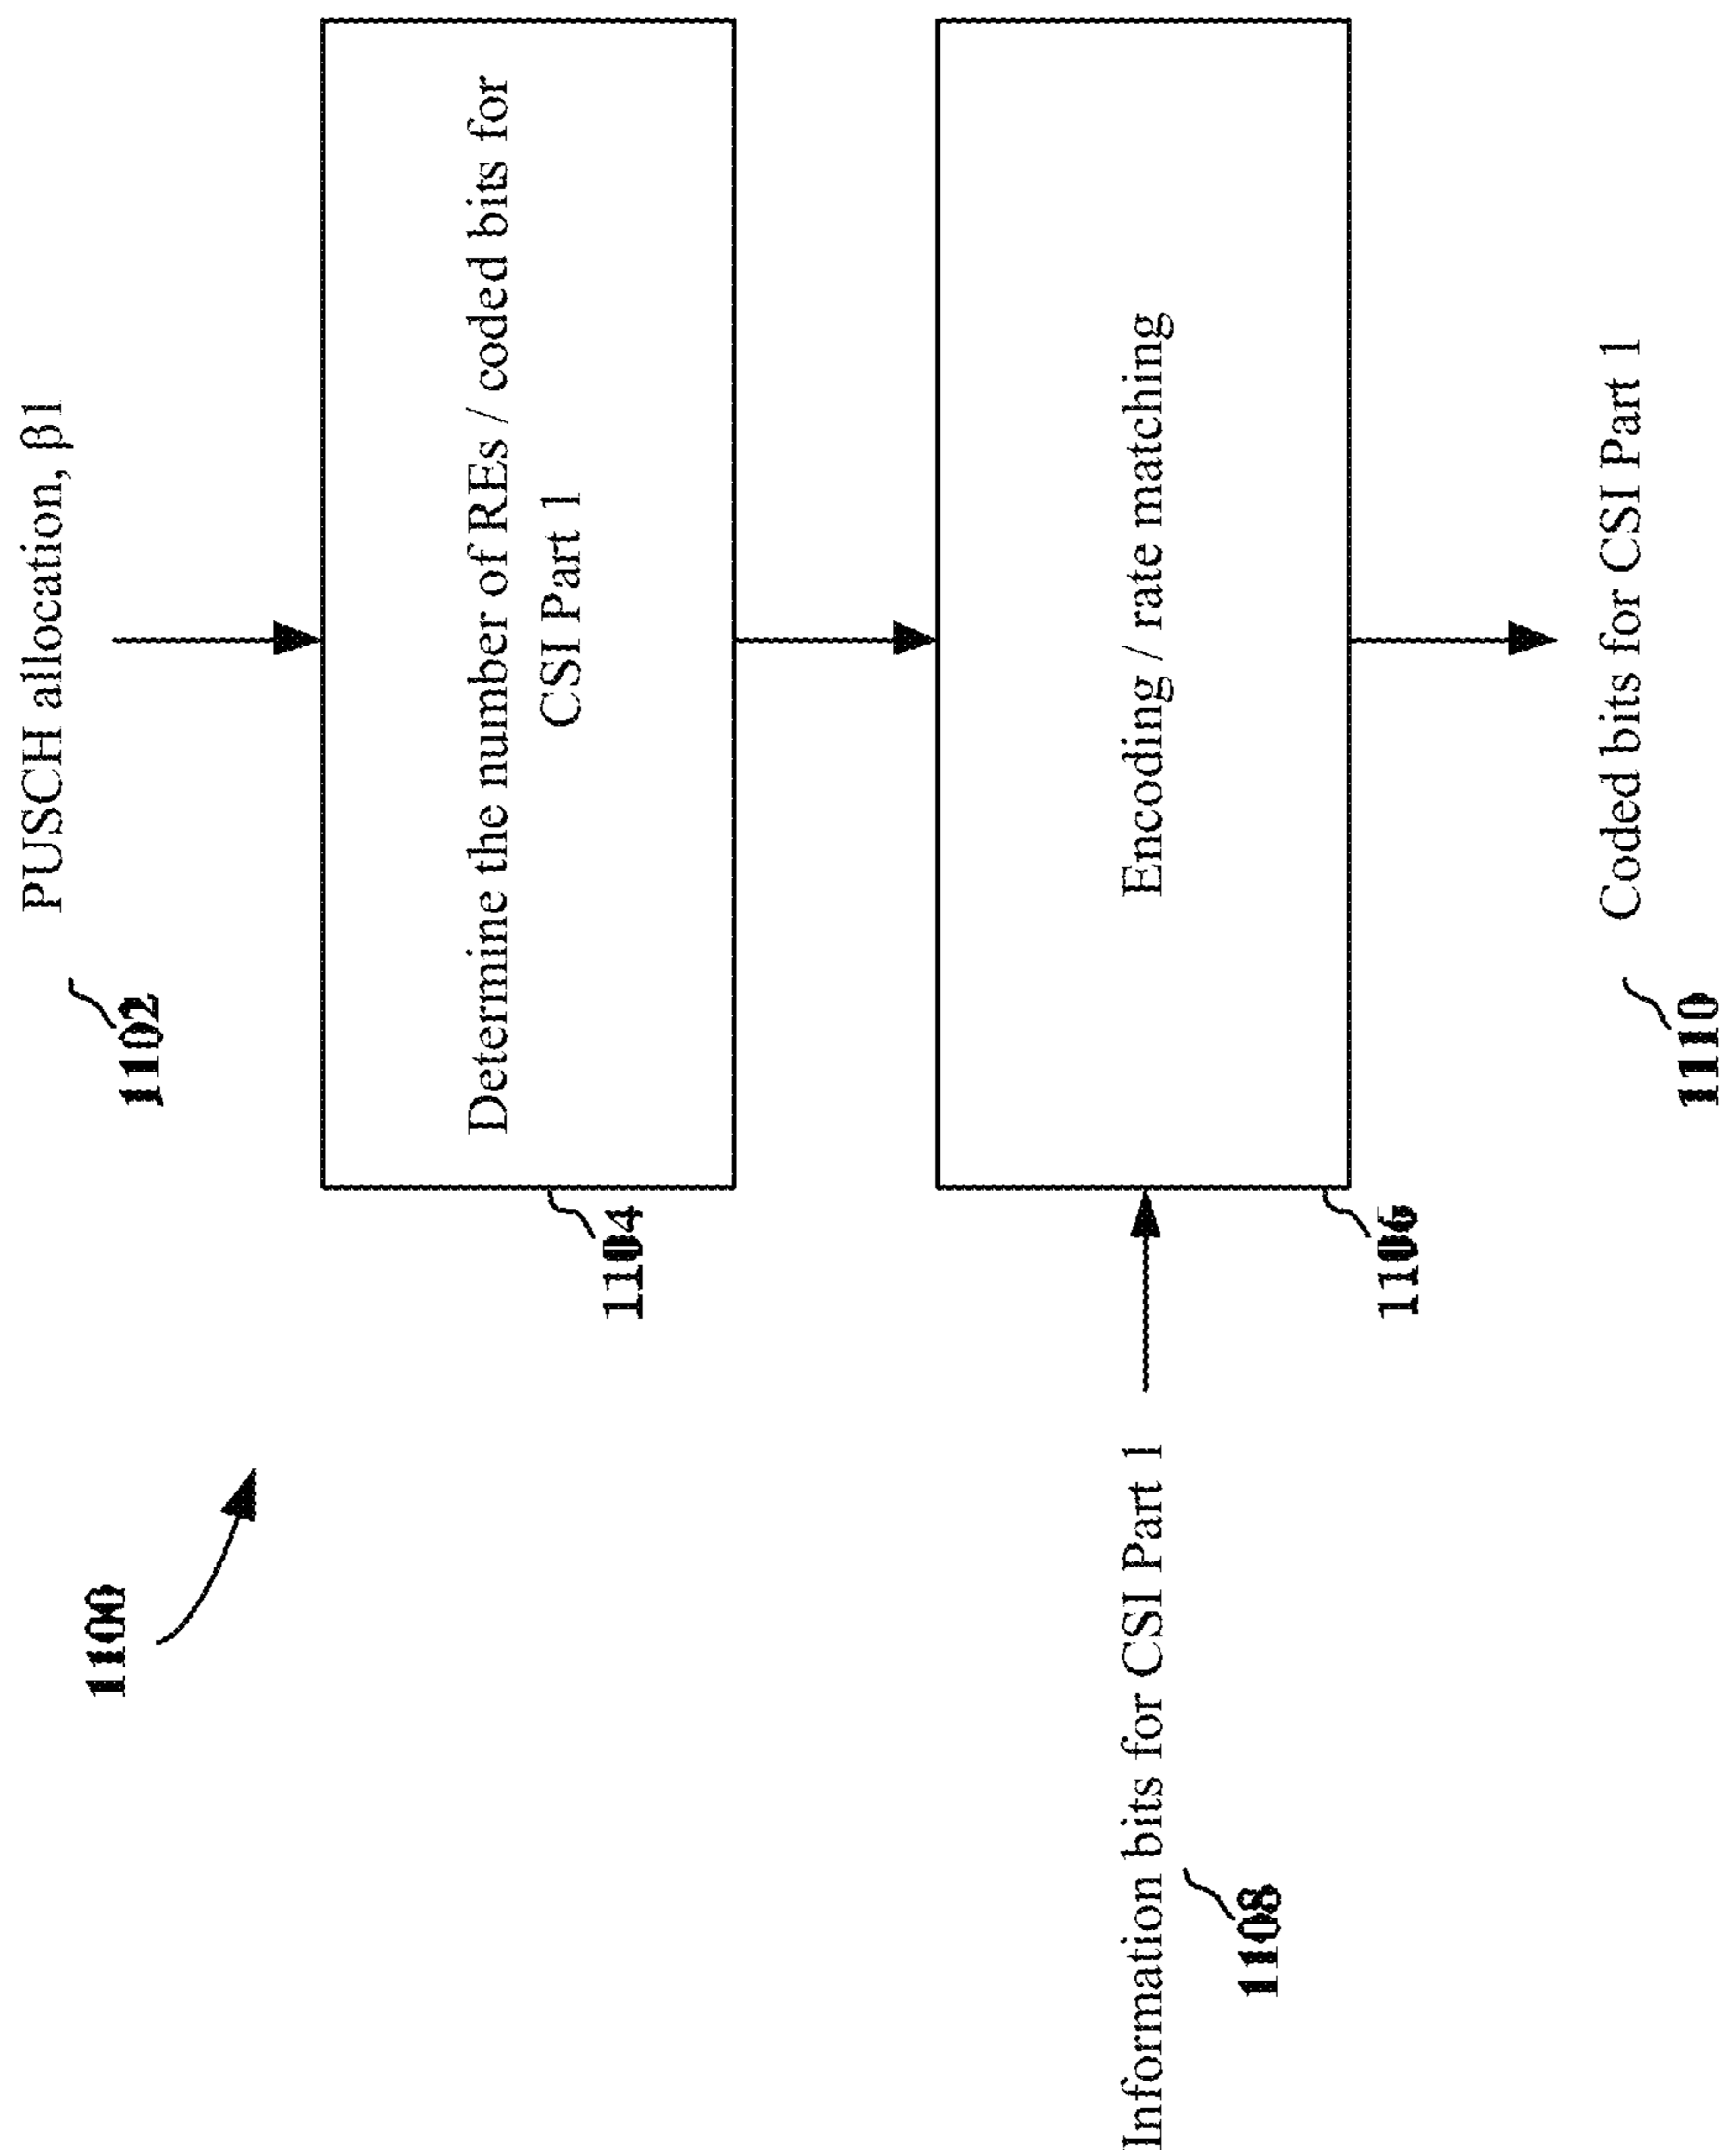 1100
PUSCH allocation, β1
1102
Determine the number of REs / coded bits for
CSI Part 1
1104
Information bits for CSI Part 1
1108
Encoding / rate matching
1106
Coded bits for CSI Part 1
1110